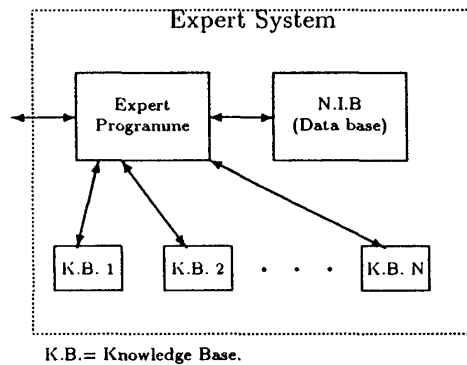 Expert System
Expert
Programme
N.I.B
(Data base)
K.B. 1
K.B. 2
. . .
K.B. N
K.B.= Knowledge Base.